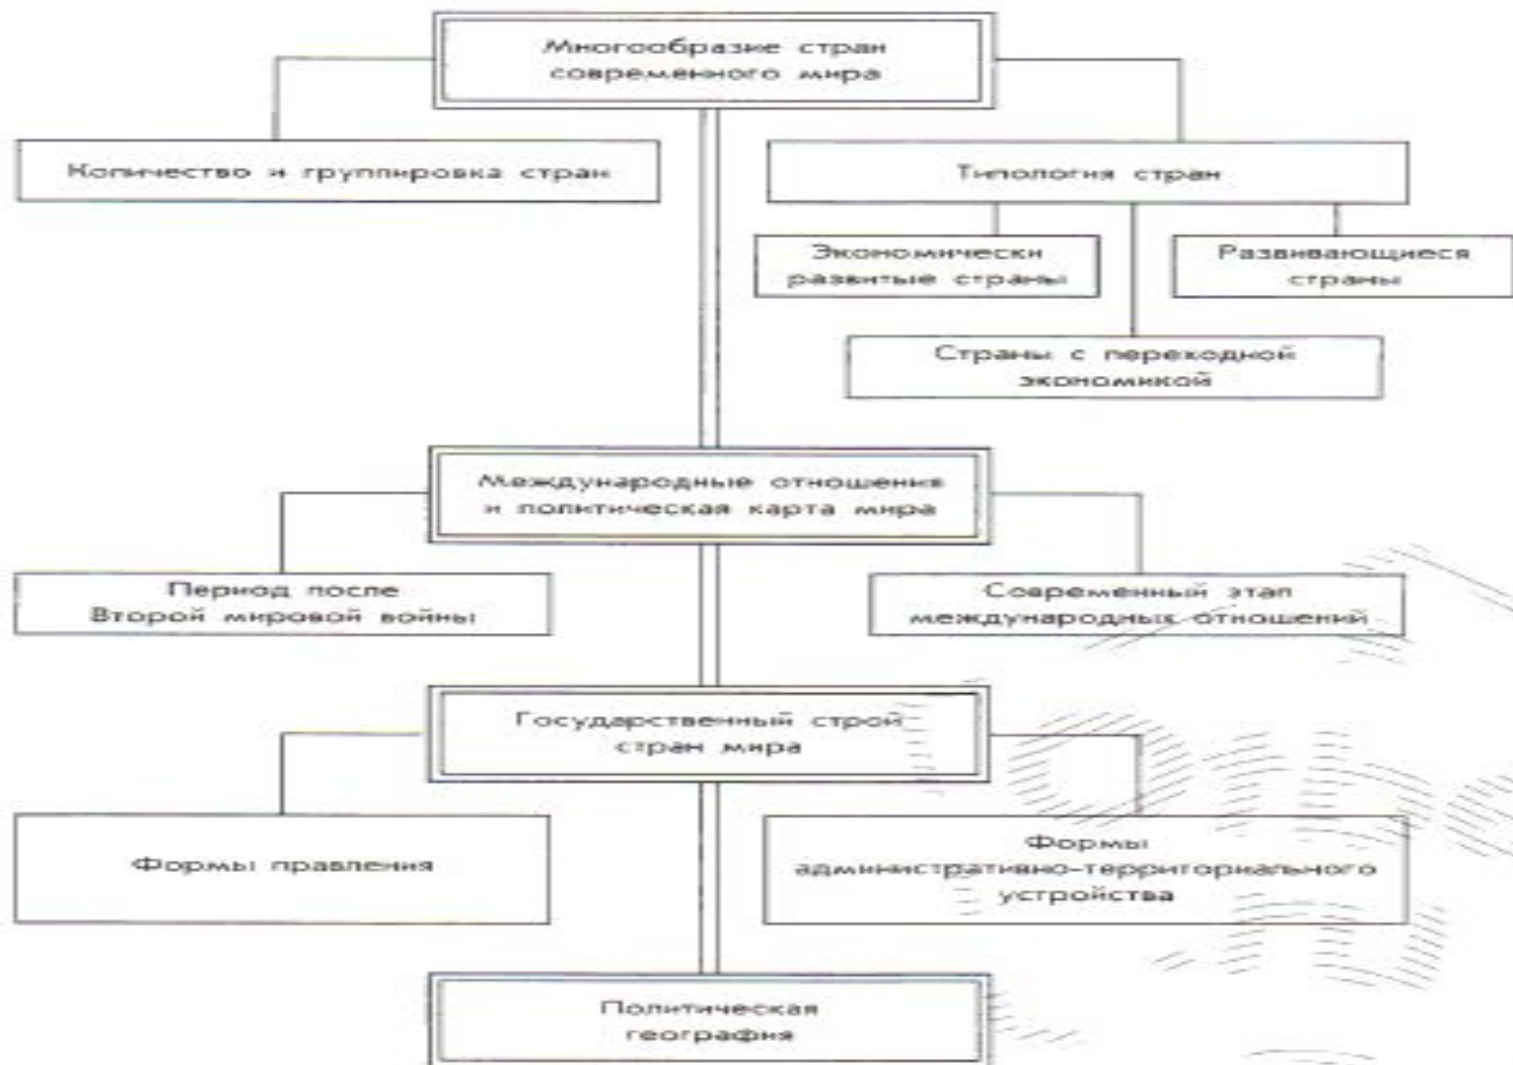 Многообразие стран
современного мира
Количество и группировка стран
Типология стран
Экономически
развитые страны
Развивающиеся
страны
Страны с переходной
экономикой
Международные отношения
и политическая карта мира
Период после
Второй мировой войны
Современный этап
международных отношений
Государственный строй
стран мира
Формы правления
Формы
административно-территориального
устройства
Политическая
география